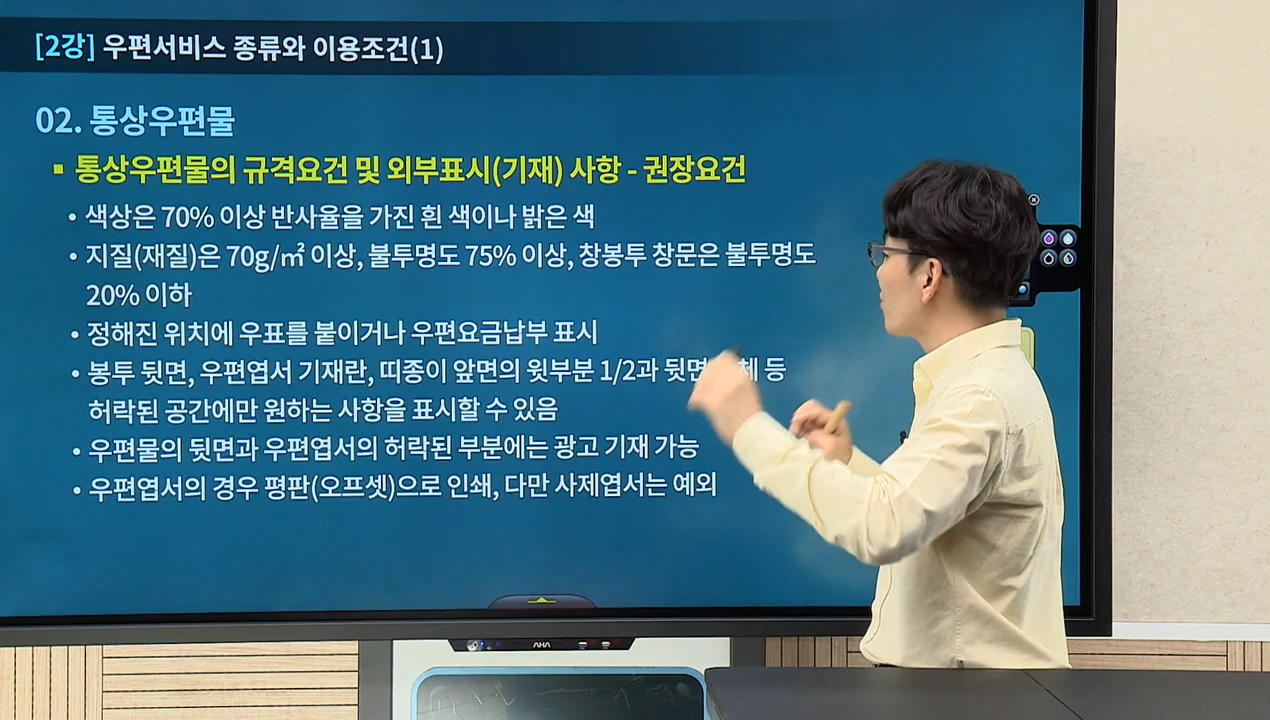 [2강] 우편서비스 종류와 이용조건(1)
02. 통상우편물
▪ 통상우편물의 규격요건 및 외부표시(기재) 사항 - 권장요건
• 색상은 70% 이상 반사율을 가진 흰 색이나 밝은 색
• 지질(재질)은 70g/㎡ 이상, 불투명도 75% 이상, 창봉투 창문은 불투명도
20% 이하
• 정해진 위치에 우표를 붙이거나 우편요금납부 표시
• 봉투 뒷면, 우편엽서 기재란, 띠종이 앞면의 윗부분 1/2과 뒷면 등
허락된 공간에만 원하는 사항을 표시할 수 있음
• 우편물의 뒷면과 우편엽서의 허락된 부분에는 광고 기재 가능
• 우편엽서의 경우 평판(오프셋)으로 인쇄, 다만 사제엽서는 예외
AHA